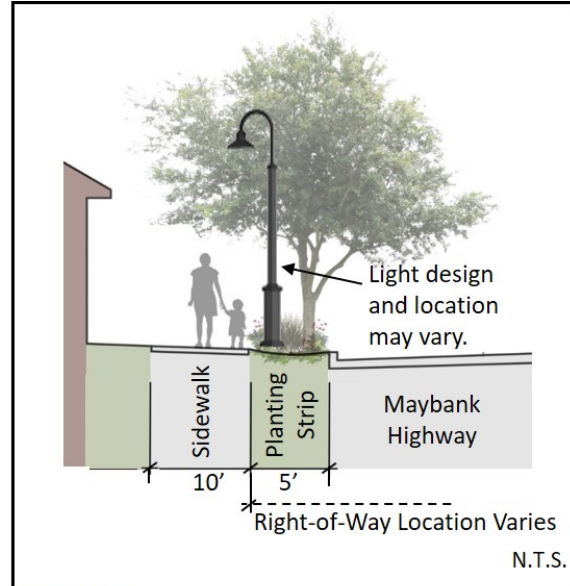 Light design
and location
may vary.
Sidewalk
Planting
Strip
Maybank
Highway
10’
5’
Right-of-Way Location Varies
N.T.S.